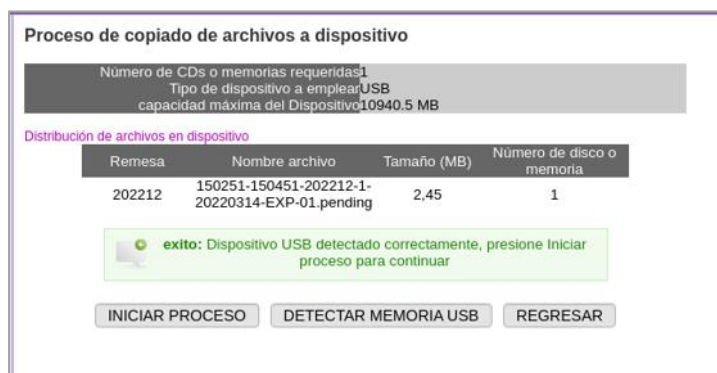 Proceso de copiado de archivos a dispositivo
Número de CDs o memorias requeridas1
Tipo de dispositivo a emplearUSB
capacidad máxima del Dispositivo10940.5 MB
Distribución de archivos en dispositivo
Remesa Nombre archivo Tamaño (MB) Número de disco o
memoria
202212 150251-150451-202212-1- 2,45 1
20220314-EXP-01.pending
exito: Dispositivo USB detectado correctamente, presione Iniciar
proceso para continuar
INICIAR PROCESO DETECTAR MEMORIA USB REGRESAR